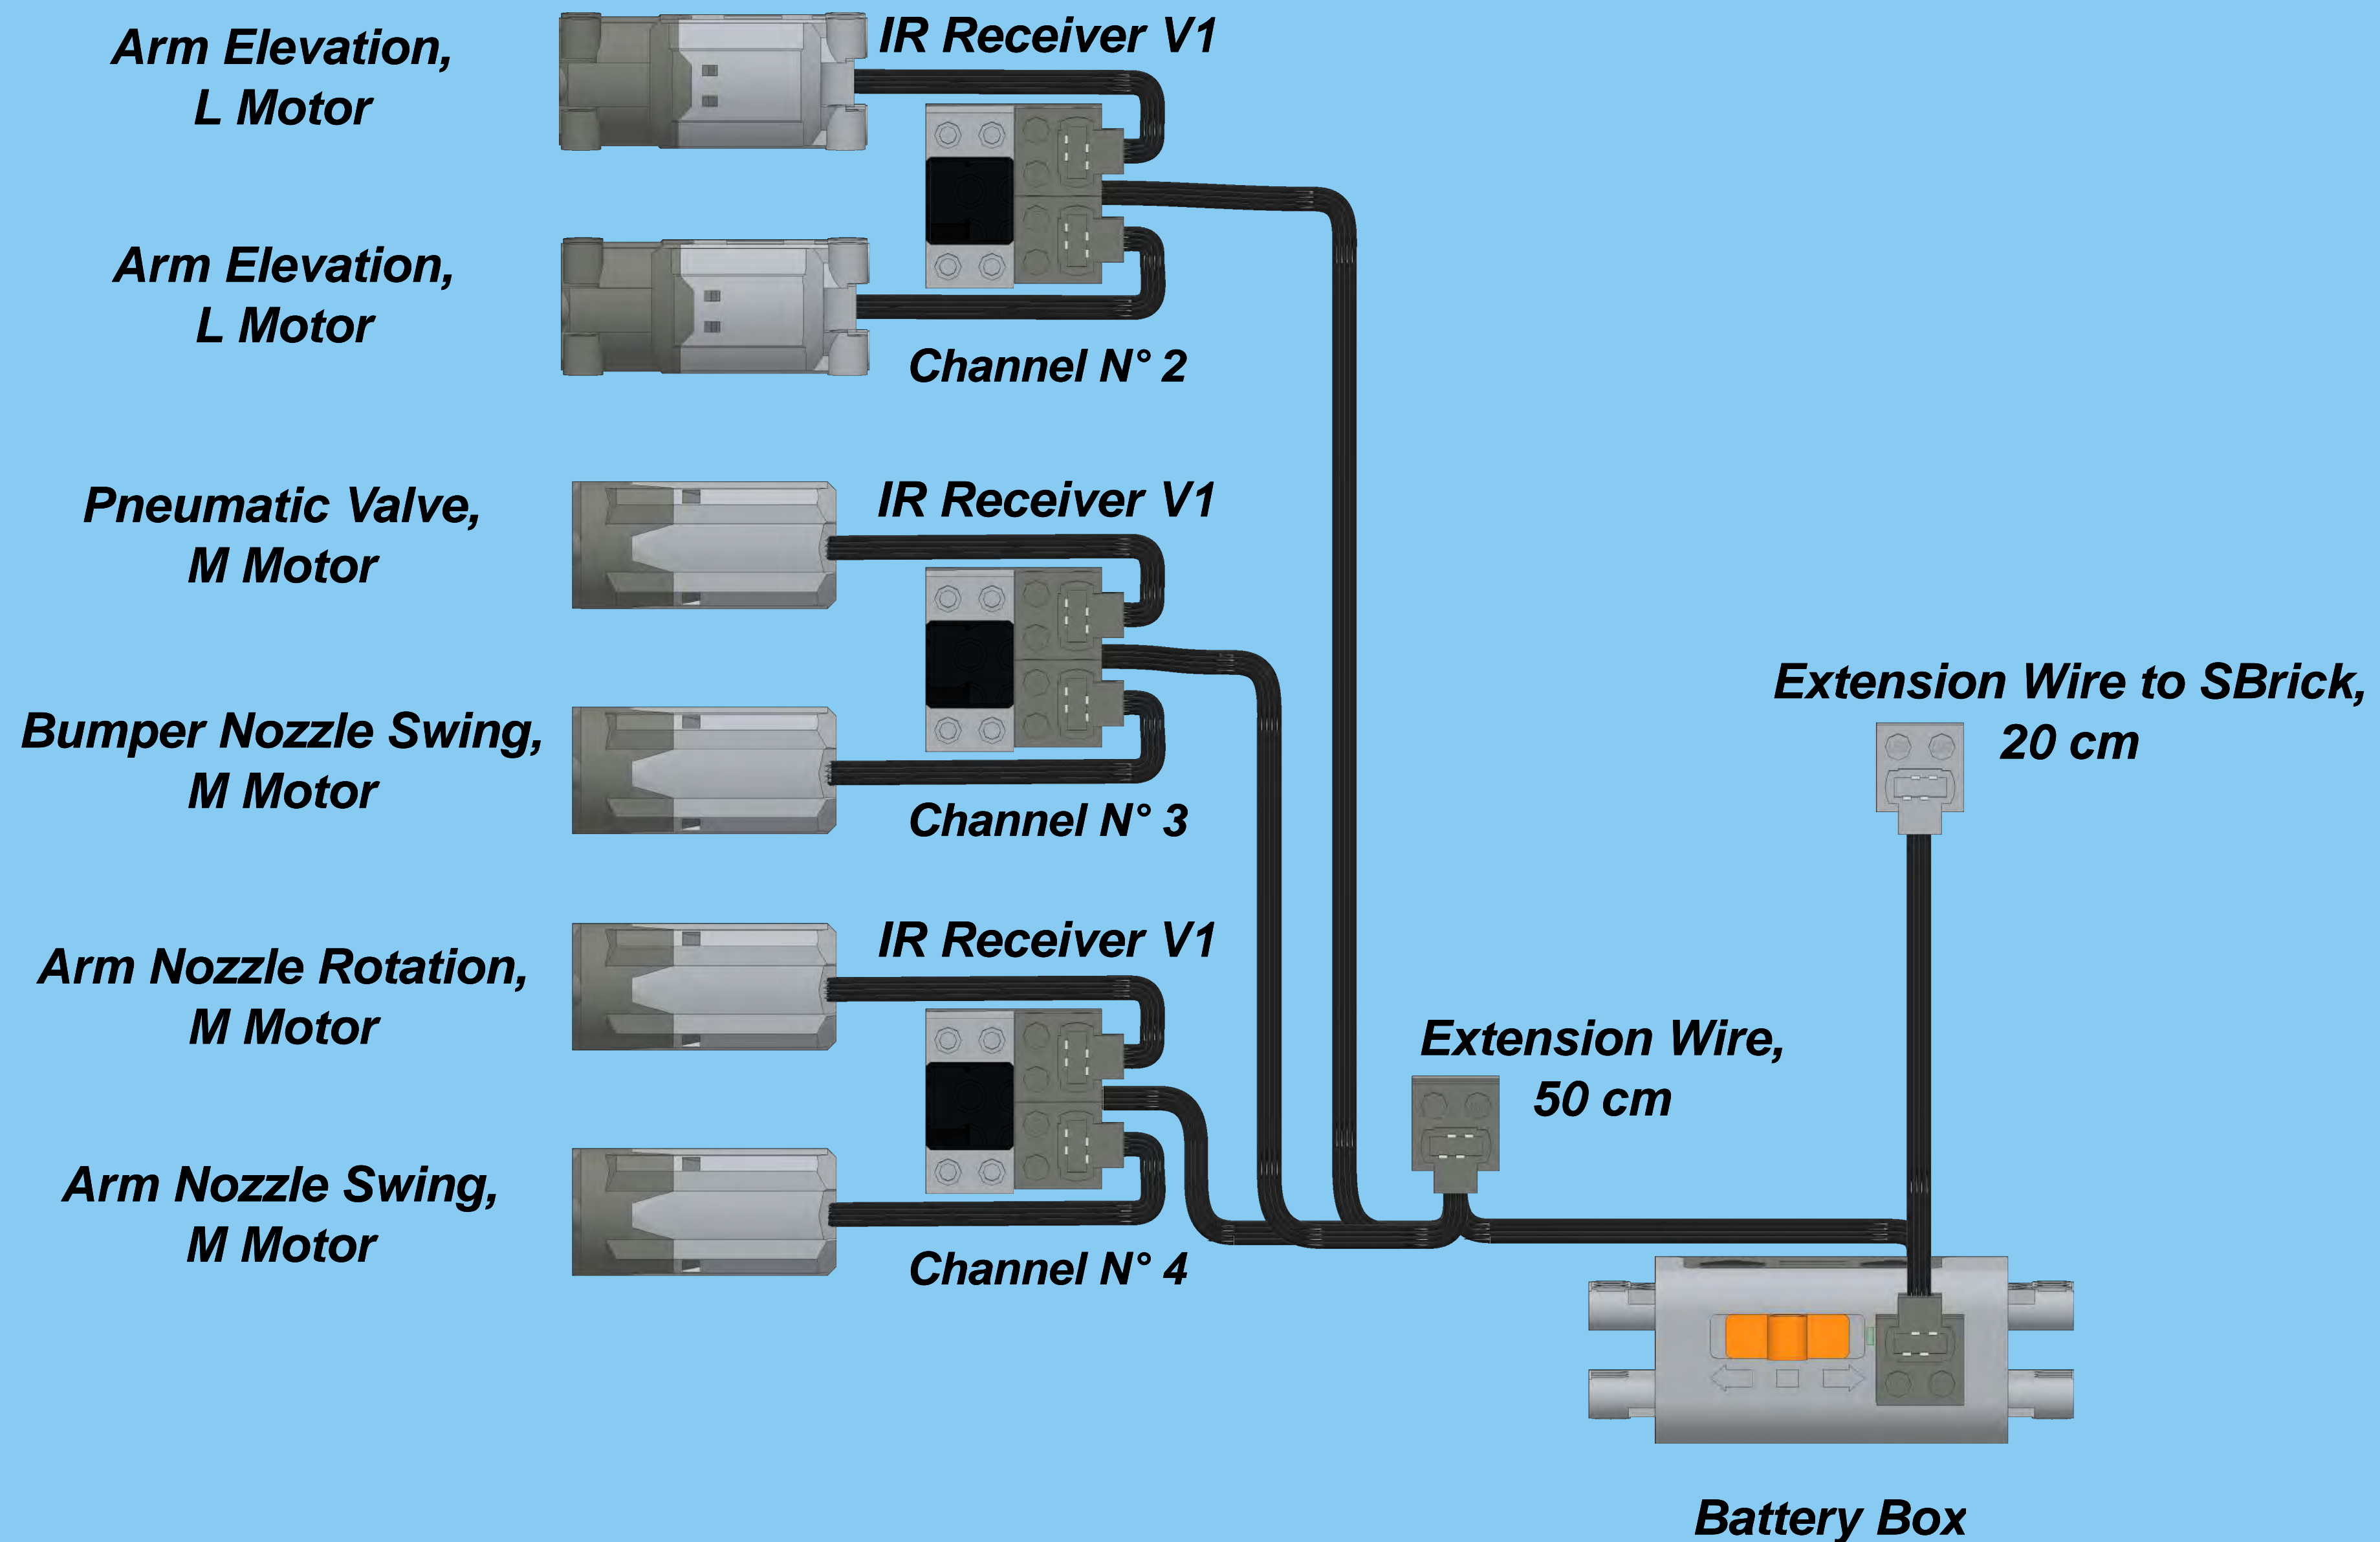 Arm Elevation,
L Motor
IR Receiver V1
Arm Elevation,
L Motor
Channel N° 2
Pneumatic Valve,
M Motor
IR Receiver V1
Bumper Nozzle Swing,
M Motor
Channel N° 3
Extension Wire to SBrick,
20 cm
Arm Nozzle Rotation,
M Motor
IR Receiver V1
Extension Wire,
50 cm
Arm Nozzle Swing,
M Motor
Channel N° 4
Battery Box